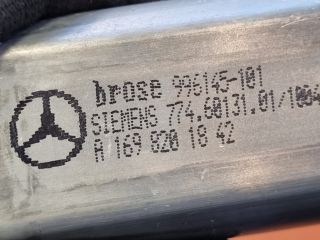 brose 996145-101
SIEMENS 774.60131.01/1004
A 169 820 18 42